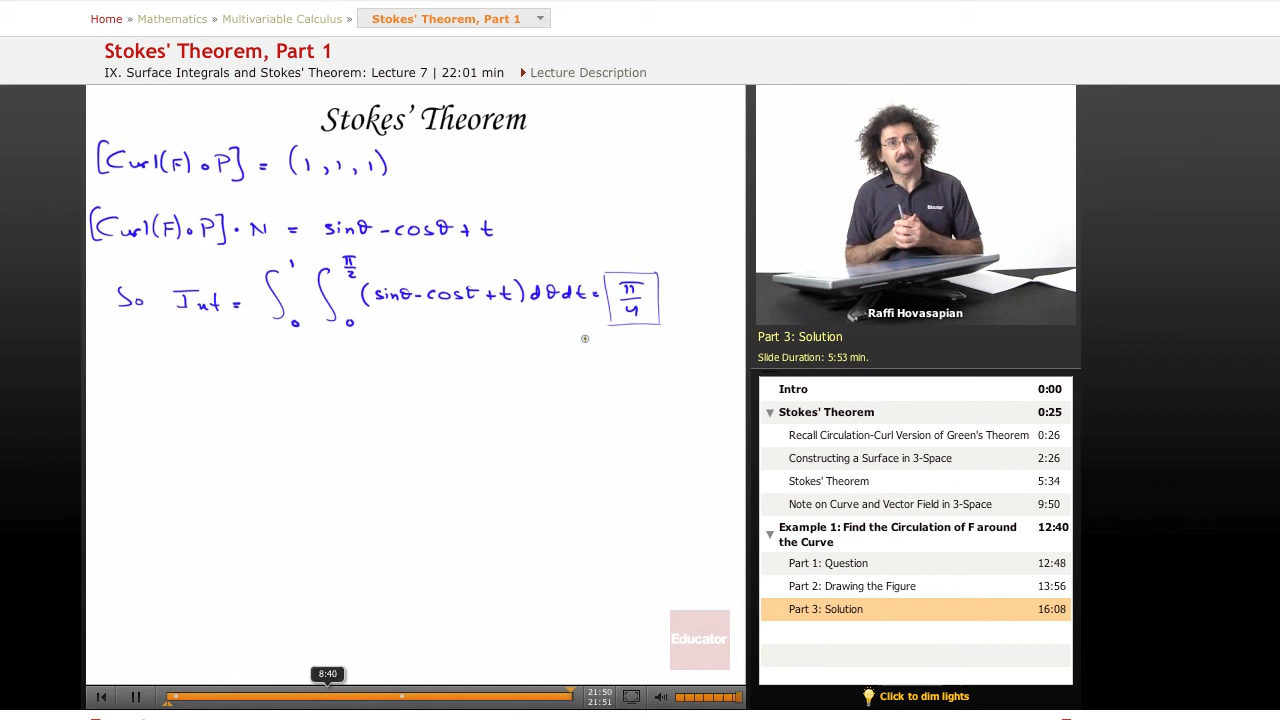 Home » Mathematics » Multivariable Calculus » Stokes' Theorem, Part 1
Stokes' Theorem, Part 1
IX. Surface Integrals and Stokes' Theorem: Lecture 7 | 22:01 min Lecture Description
Stokes' Theorem
[Curl(F)∘P] = (1,1,1)
[Curl(F)∘P]·N = sinθ - cosθ + t
So Int = ∫₀¹ ∫₀^(π/2) (sinθ - cost + t) dθ dt = π/4
Educator
8:40
21:50
21:51
Raffi Hovasapian
Part 3: Solution
Slide Duration: 5:53 min.
Intro 0:00
Stokes' Theorem 0:25
Recall Circulation-Curl Version of Green's Theorem 0:26
Constructing a Surface in 3-Space 2:26
Stokes' Theorem 5:34
Note on Curve and Vector Field in 3-Space 9:50
Example 1: Find the Circulation of F around 12:40
the Curve
Part 1: Question 12:48
Part 2: Drawing the Figure 13:56
Part 3: Solution 16:08
Click to dim lights